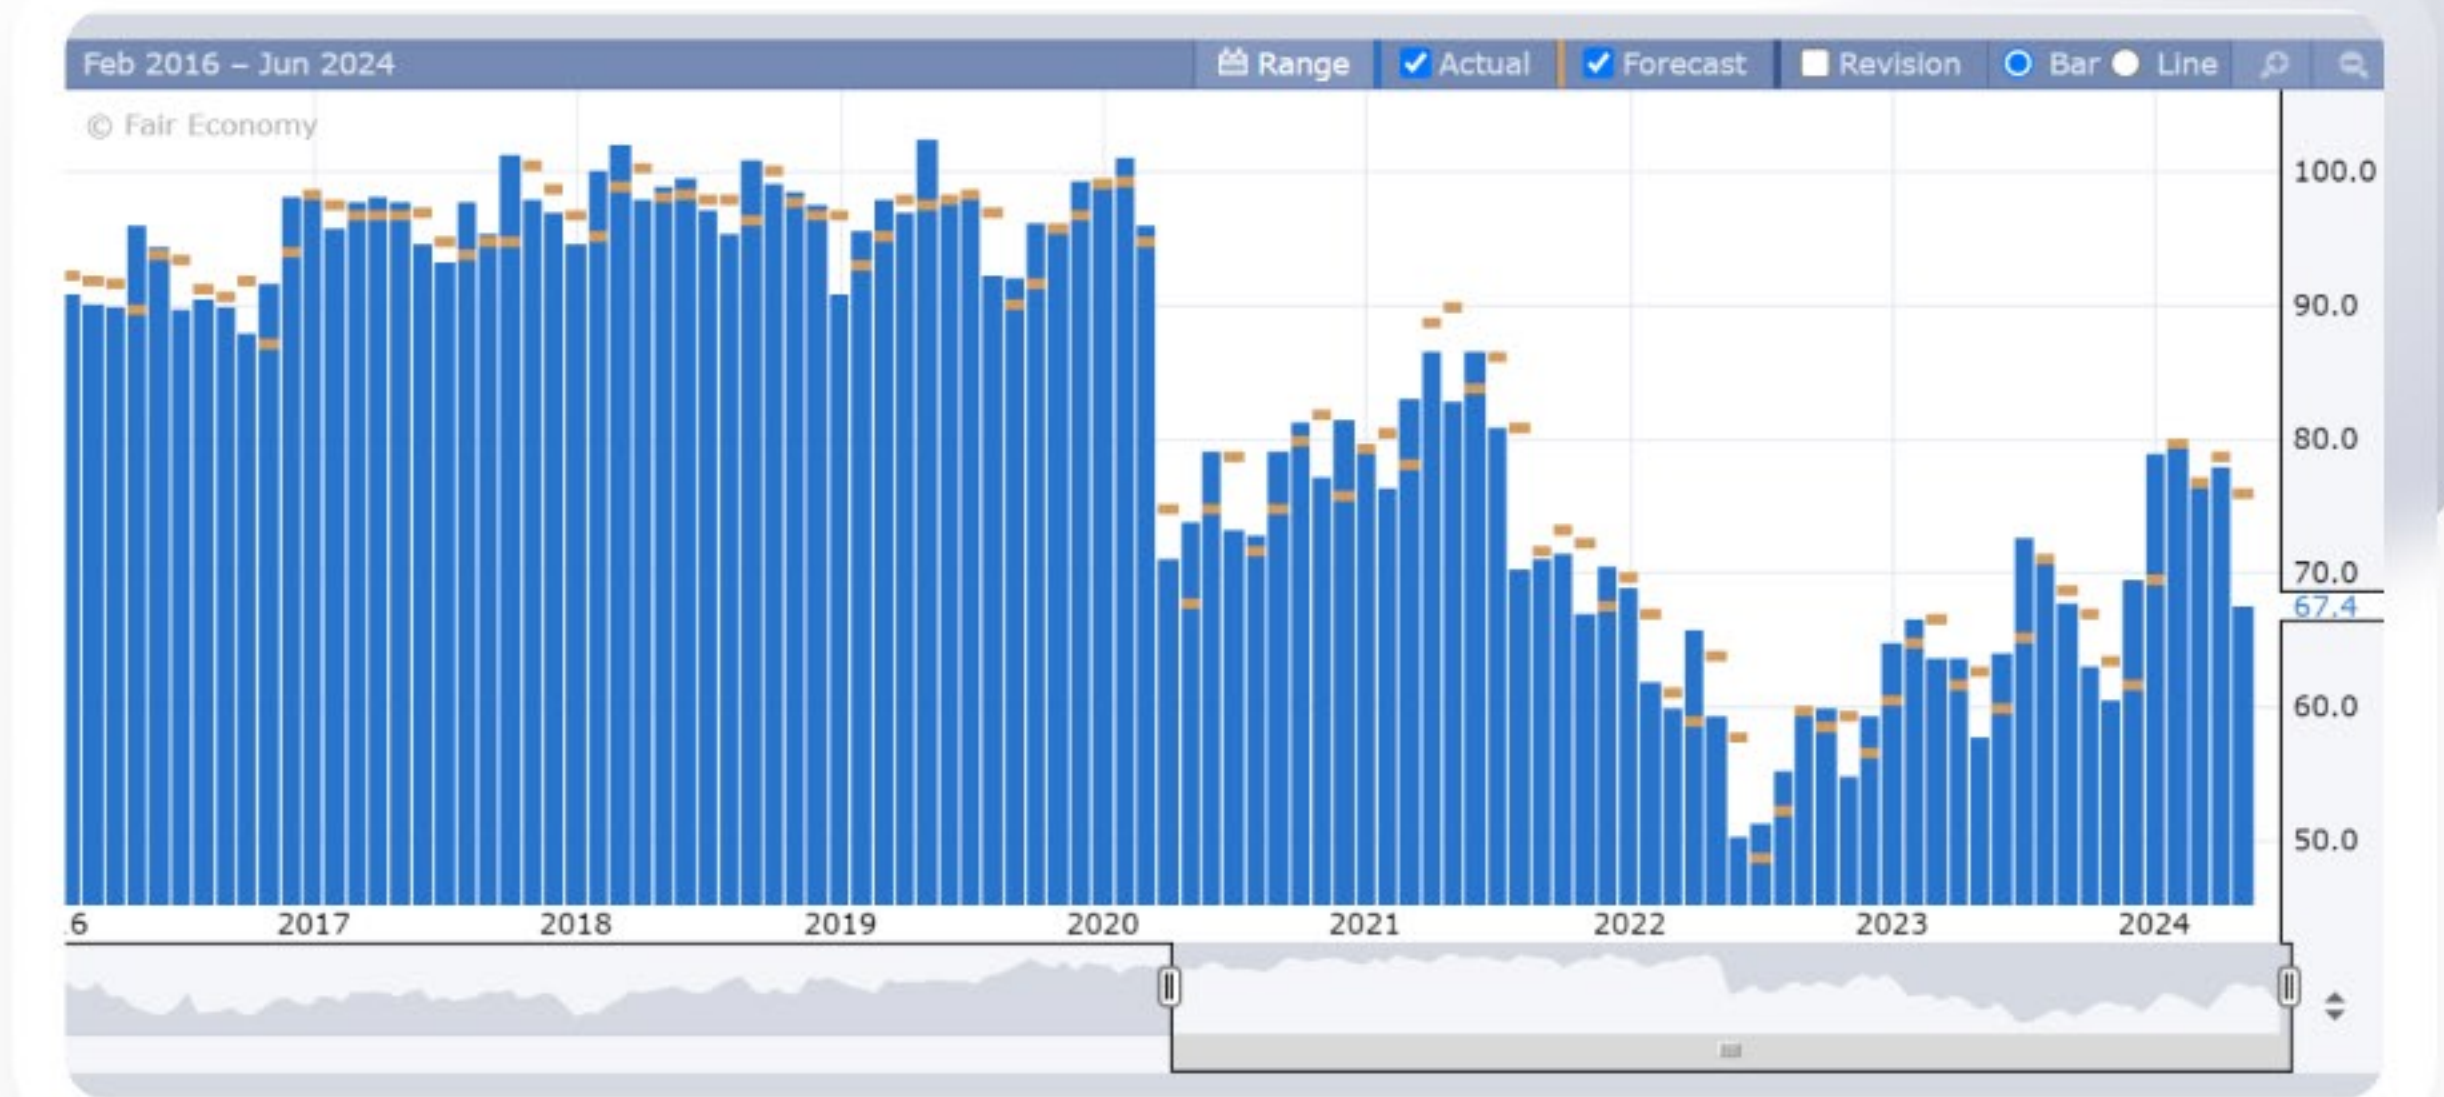 Feb 2016 – Jun 2024 Range Actual Forecast Revision Bar Line
© Fair Economy
100.0
90.0
80.0
70.0
67.4
60.0
50.0
.6 2017 2018 2019 2020 2021 2022 2023 2024